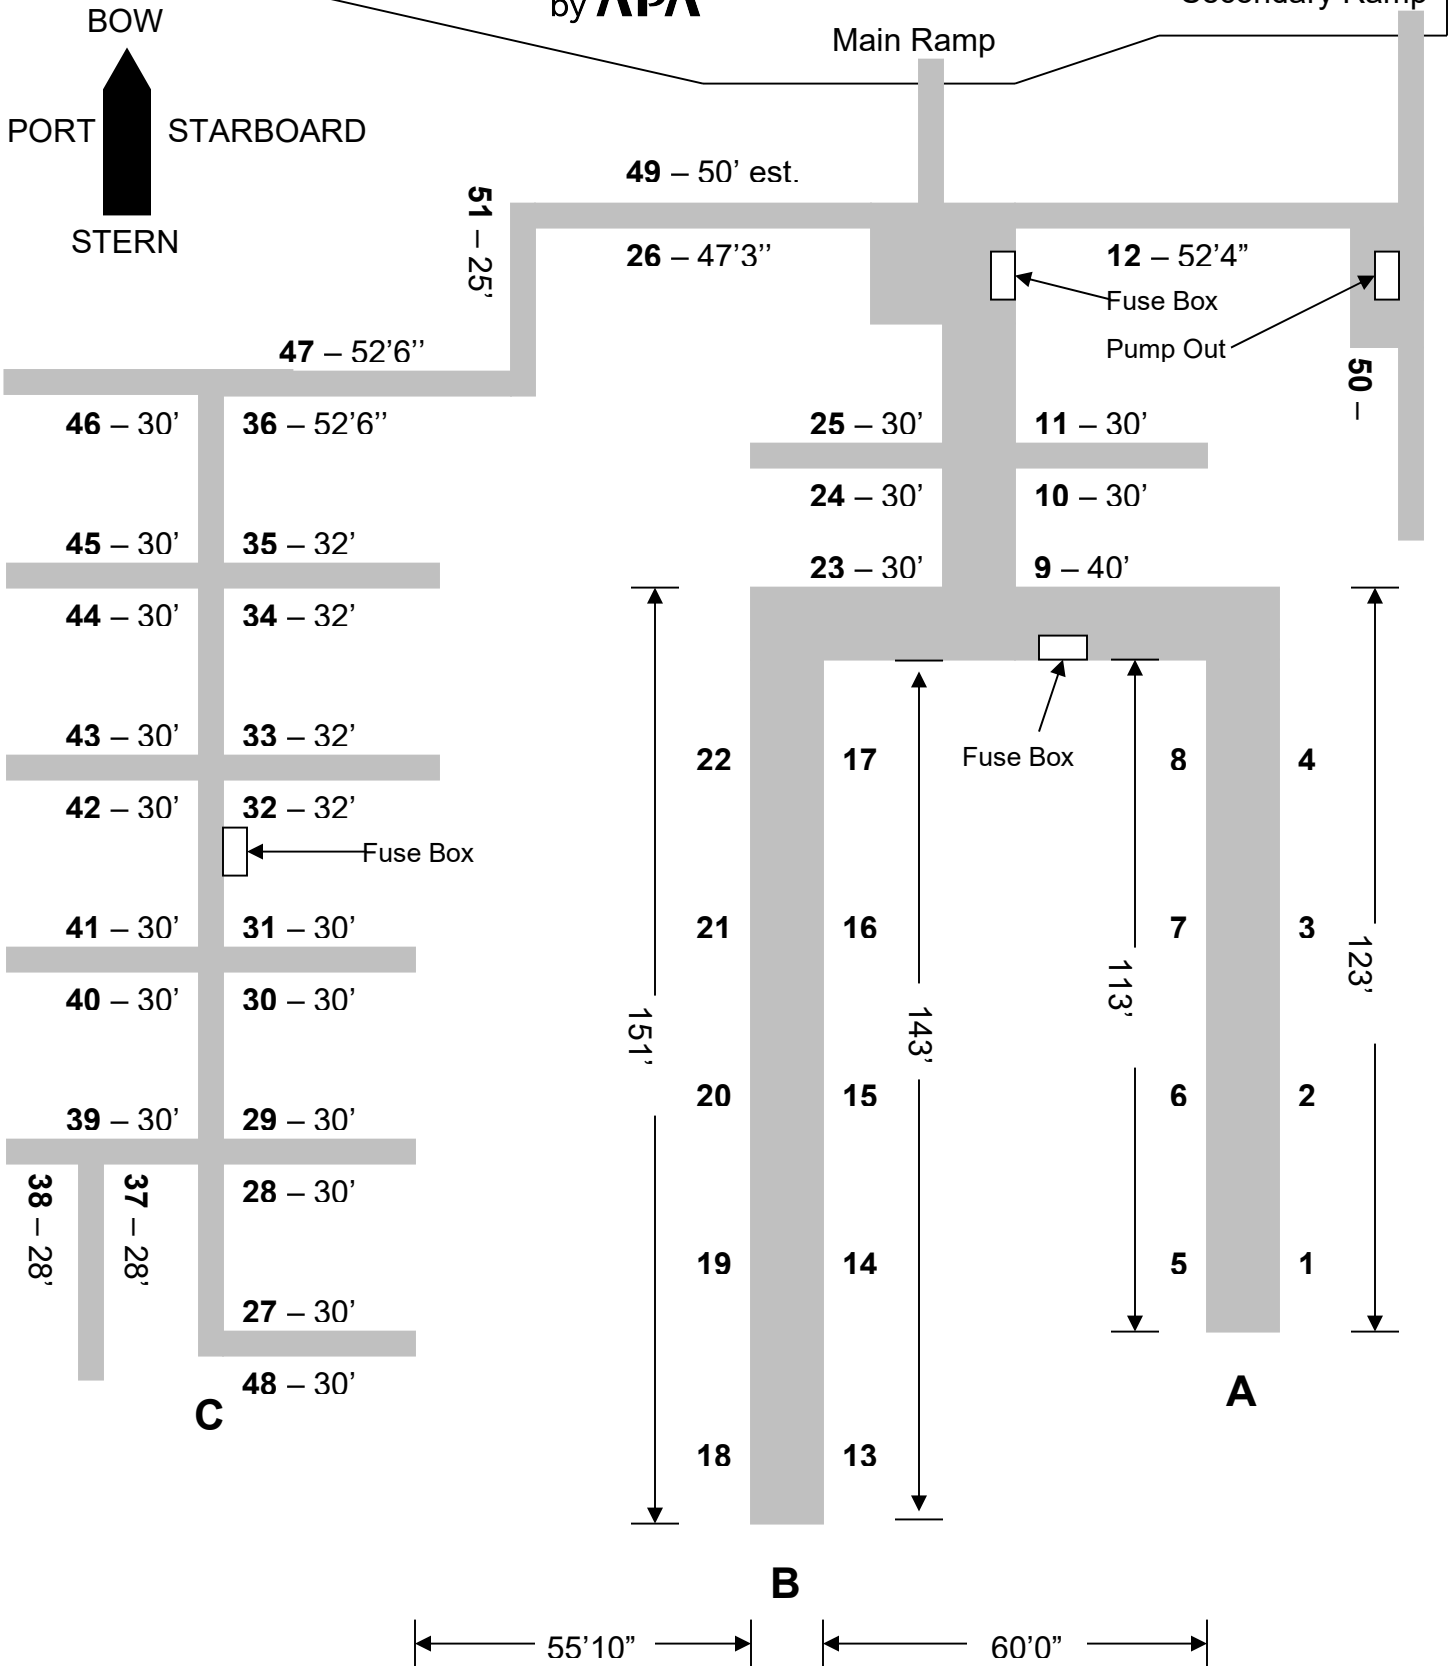 BOW
PORT STARBOARD
STERN
by APA
Main Ramp
Secondary Ramp
49 – 50’ est.
51 – 25’
26 – 47’3’’
12 – 52’4”
Fuse Box
Pump Out
50 –
47 – 52’6’’
46 – 30’
36 – 52’6’’
25 – 30’
11 – 30’
24 – 30’
10 – 30’
45 – 30’
35 – 32’
23 – 30’
9 – 40’
44 – 30’
34 – 32’
43 – 30’
33 – 32’
22
17
Fuse Box
8
4
42 – 30’
32 – 32’
Fuse Box
41 – 30’
31 – 30’
21
16
7
3
123’
113’
151’
143’
40 – 30’
30 – 30’
20
15
6
2
39 – 30’
29 – 30’
38 – 28’
37 – 28’
28 – 30’
19
14
5
1
27 – 30’
48 – 30’
C
A
18
13
B
55’10”
60’0”